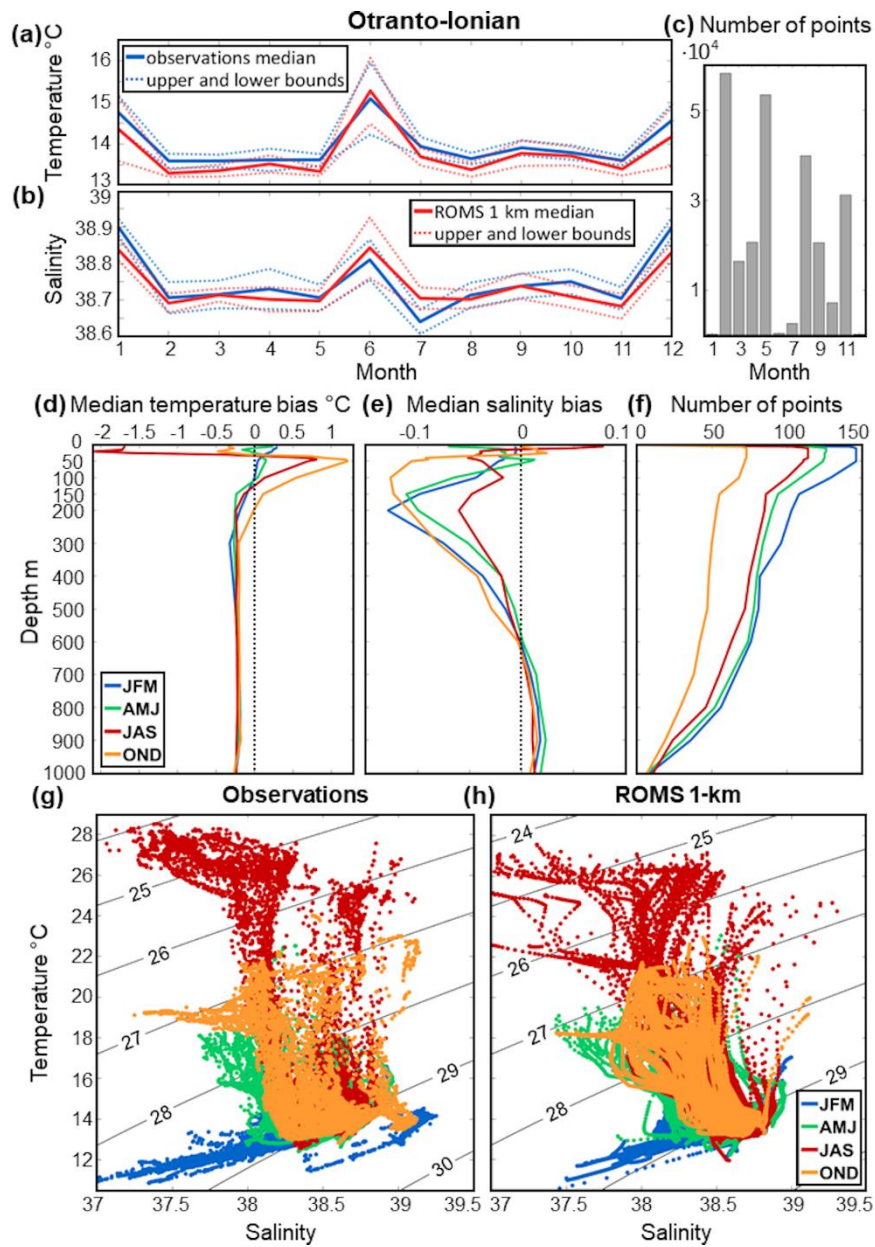 Otranto-Ionian
(a)
Temperature °C
16
15
14
13
observations median
upper and lower bounds
(b)
Salinity
39
38.9
38.8
38.7
38.6
ROMS 1 km median
upper and lower bounds
1 2 3 4 5 6 7 8 9 10 11 12
Month
(c) Number of points
·10⁴
5
3
1
1 3 5 7 9 11
Month
(d) Median temperature bias °C
-2 -1.5 -1 -0.5 0 0.5 1
Depth m
0
50
100
150
200
300
400
500
600
700
800
900
1000
JFM
AMJ
JAS
OND
(e) Median salinity bias
-0.1 0 0.1
(f) Number of points
0 50 100 150
(g) Observations
Temperature °C
28
26
24
22
20
18
16
14
12
25
26
27
28
29
30
37 37.5 38 38.5 39 39.5
Salinity
(h) ROMS 1-km
24
25
26
27
28
29
JFM
AMJ
JAS
OND
37 37.5 38 38.5 39 39.5
Salinity